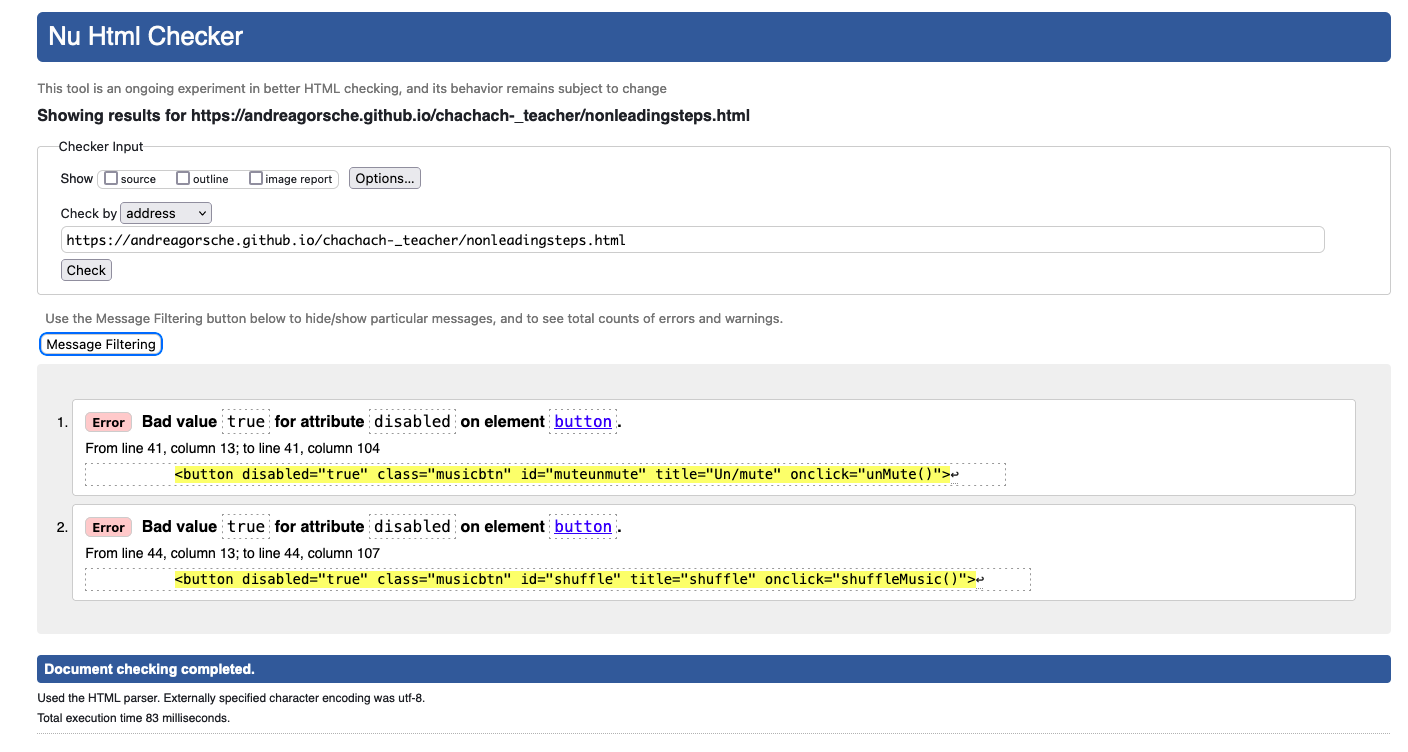 Nu Html Checker
This tool is an ongoing experiment in better HTML checking, and its behavior remains subject to change
Showing results for https://andreagorsche.github.io/chachach-_teacher/nonleadingsteps.html
Checker Input
Show source outline image report Options...
Check by address
https://andreagorsche.github.io/chachach-_teacher/nonleadingsteps.html
Check
Use the Message Filtering button below to hide/show particular messages, and to see total counts of errors and warnings.
Message Filtering
1. Error Bad value true for attribute disabled on element button.
From line 41, column 13; to line 41, column 104
<button disabled="true" class="musicbtn" id="muteunmute" title="Un/mute" onclick="unMute()">↩
2. Error Bad value true for attribute disabled on element button.
From line 44, column 13; to line 44, column 107
<button disabled="true" class="musicbtn" id="shuffle" title="shuffle" onclick="shuffleMusic()">↩
Document checking completed.
Used the HTML parser. Externally specified character encoding was utf-8.
Total execution time 83 milliseconds.